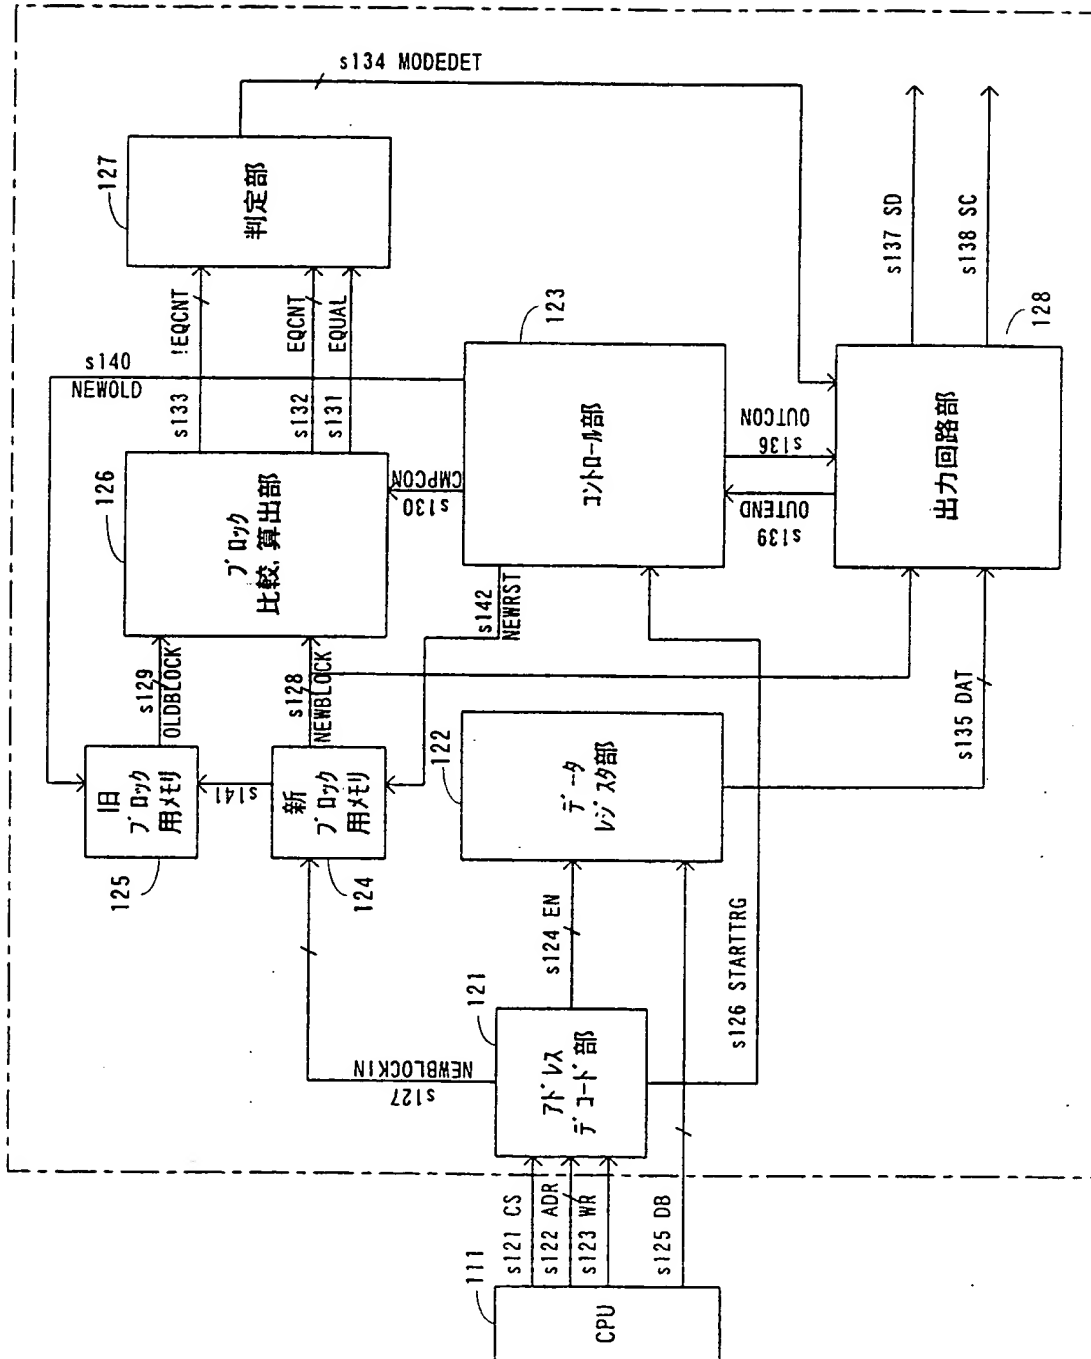 111
CPU
s121 CS
s122 ADR
s123 WR
s125 DB
121
アドレス
デコード部
s127
NEWBLOCKIN
s124 EN
s126 STARTTRG
125
旧
ブロック
用メモリ
124
新
ブロック
用メモリ
s141
122
データ
レジスタ部
s129
OLDBLOCK
s128
NEWBLOCK
s142
NEWRST
s135 DAT
126
ブロック
比較,算出部
s130
CMPCON
123
コントロール部
s139
OUTEND
s136
OUTCON
128
出力回路部
s140
NEWOLD
s133
!EQCNT
s132
EQCNT
s131
EQUAL
127
判定部
s134 MODEDET
s137 SD
s138 SC